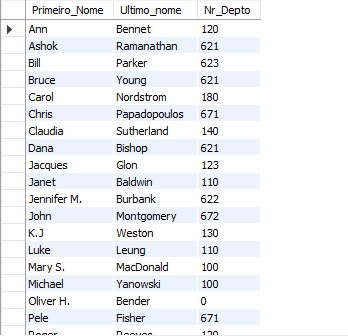 Primeiro_Nome Ultimo_nome Nr_Depto
Ann Bennet 120
Ashok Ramanathan 621
Bill Parker 623
Bruce Young 621
Carol Nordstrom 180
Chris Papadopoulos 671
Claudia Sutherland 140
Dana Bishop 621
Jacques Glon 123
Janet Baldwin 110
Jennifer M. Burbank 622
John Montgomery 672
K.J Weston 130
Luke Leung 110
Mary S. MacDonald 100
Michael Yanowski 100
Oliver H. Bender 0
Pele Fisher 671
Roger Reeves 120